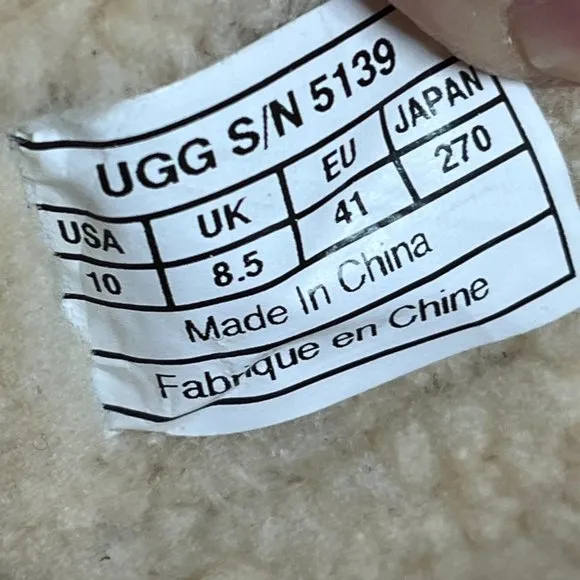 UGG S/N 5139
USA UK EU JAPAN
10 8.5 41 270
Made In China
Fabrique en Chine